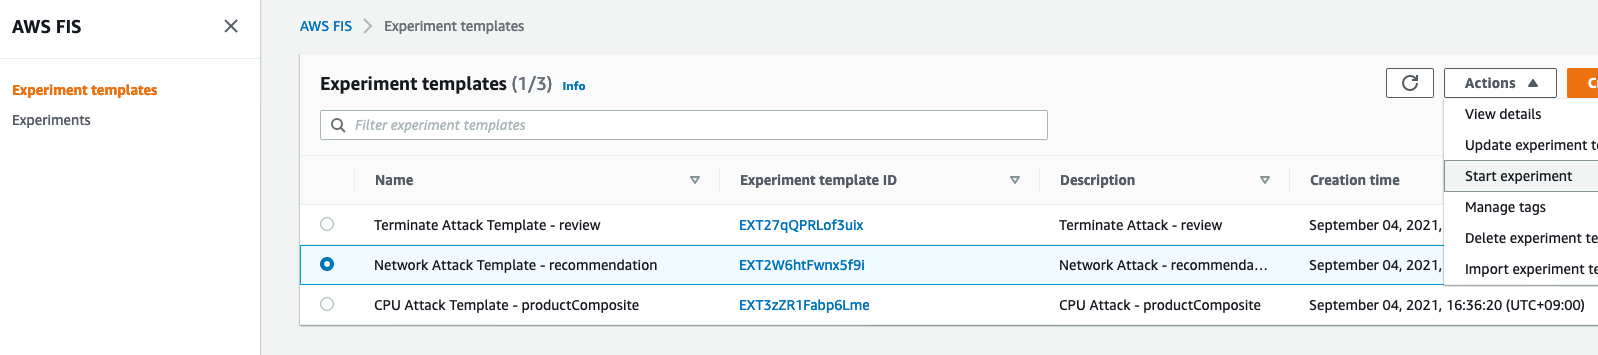 AWS FIS
Experiment templates
Experiments
AWS FIS Experiment templates
Experiment templates (1/3) Info
Filter experiment templates
Actions
View details
Update experiment te
Start experiment
Manage tags
Delete experiment te
Import experiment te
Name Experiment template ID Description Creation time
Terminate Attack Template - review EXT27qQPRLof3uix Terminate Attack - review September 04, 2021,
Network Attack Template - recommendation EXT2W6htFwnx5f9i Network Attack - recommenda... September 04, 2021,
CPU Attack Template - productComposite EXT3zZR1Fabp6Lme CPU Attack - productComposite September 04, 2021, 16:36:20 (UTC+09:00)